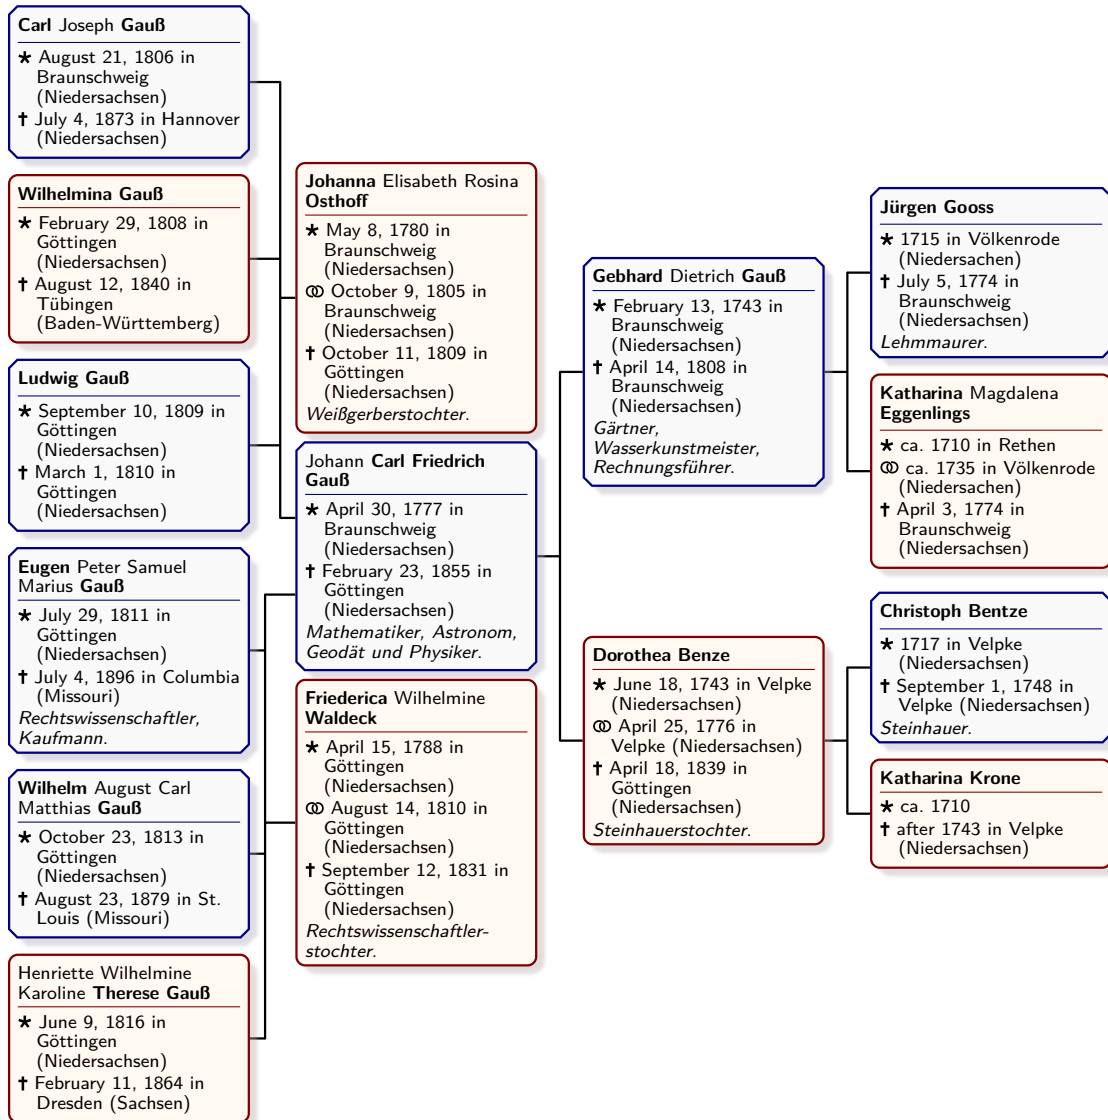 Carl Joseph Gauß
★ August 21, 1806 in
Braunschweig
(Niedersachsen)
† July 4, 1873 in Hannover
(Niedersachsen)
Wilhelmina Gauß
★ February 29, 1808 in
Göttingen
(Niedersachsen)
† August 12, 1840 in
Tübingen
(Baden-Württemberg)
Ludwig Gauß
★ September 10, 1809 in
Göttingen
(Niedersachsen)
† March 1, 1810 in
Göttingen
(Niedersachsen)
Eugen Peter Samuel
Marius Gauß
★ July 29, 1811 in
Göttingen
(Niedersachsen)
† July 4, 1896 in Columbia
(Missouri)
Rechtswissenschaftler,
Kaufmann.
Wilhelm August Carl
Matthias Gauß
★ October 23, 1813 in
Göttingen
(Niedersachsen)
† August 23, 1879 in St.
Louis (Missouri)
Henriette Wilhelmine
Karoline Therese Gauß
★ June 9, 1816 in
Göttingen
(Niedersachsen)
† February 11, 1864 in
Dresden (Sachsen)
Johanna Elisabeth Rosina
Osthoff
★ May 8, 1780 in
Braunschweig
(Niedersachsen)
⚭ October 9, 1805 in
Braunschweig
(Niedersachsen)
† October 11, 1809 in
Göttingen
(Niedersachsen)
Weißgerberstochter.
Johann Carl Friedrich
Gauß
★ April 30, 1777 in
Braunschweig
(Niedersachsen)
† February 23, 1855 in
Göttingen
(Niedersachsen)
Mathematiker, Astronom,
Geodät und Physiker.
Friederica Wilhelmine
Waldeck
★ April 15, 1788 in
Göttingen
(Niedersachsen)
⚭ August 14, 1810 in
Göttingen
(Niedersachsen)
† September 12, 1831 in
Göttingen
(Niedersachsen)
Rechtswissenschaftler-
stochter.
Gebhard Dietrich Gauß
★ February 13, 1743 in
Braunschweig
(Niedersachsen)
† April 14, 1808 in
Braunschweig
(Niedersachsen)
Gärtner,
Wasserkunstmeister,
Rechnungsführer.
Dorothea Benze
★ June 18, 1743 in Velpke
(Niedersachsen)
⚭ April 25, 1776 in
Velpke (Niedersachsen)
† April 18, 1839 in
Göttingen
(Niedersachsen)
Steinhauerstochter.
Jürgen Gooss
★ 1715 in Völkenrode
(Niedersachen)
† July 5, 1774 in
Braunschweig
(Niedersachsen)
Lehmmaurer.
Katharina Magdalena
Eggenlings
★ ca. 1710 in Rethen
⚭ ca. 1735 in Völkenrode
(Niedersachen)
† April 3, 1774 in
Braunschweig
(Niedersachsen)
Christoph Bentze
★ 1717 in Velpke
(Niedersachsen)
† September 1, 1748 in
Velpke (Niedersachsen)
Steinhauer.
Katharina Krone
★ ca. 1710
† after 1743 in Velpke
(Niedersachsen)